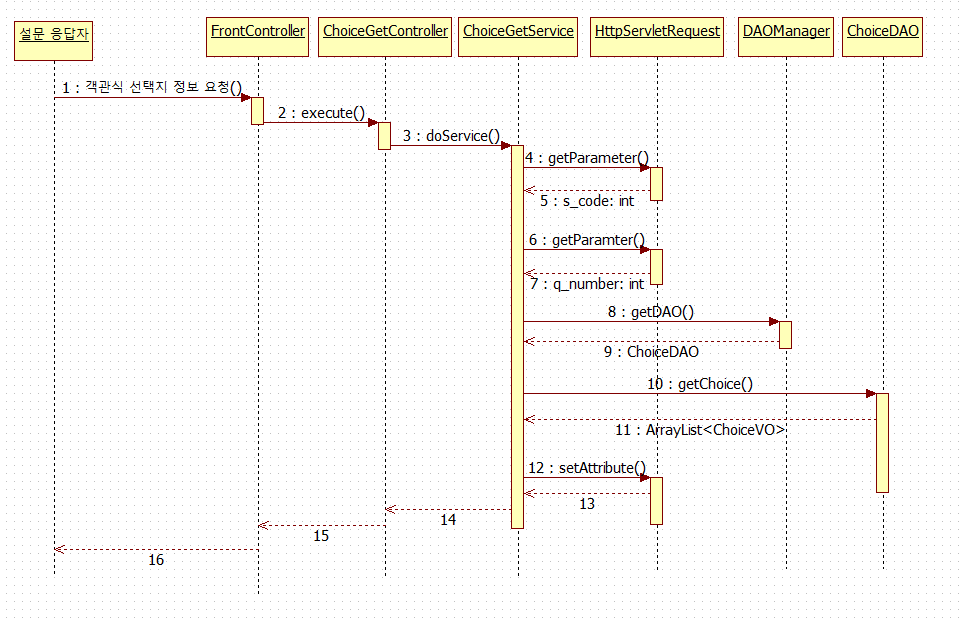 설문 응답자
FrontController
ChoiceGetController
ChoiceGetService
HttpServletRequest
DAOManager
ChoiceDAO
1 : 객관식 선택지 정보 요청()
2 : execute()
3 : doService()
4 : getParameter()
5 : s_code: int
6 : getParamter()
7 : q_number: int
8 : getDAO()
9 : ChoiceDAO
10 : getChoice()
11 : ArrayList<ChoiceVO>
12 : setAttribute()
13
14
15
16